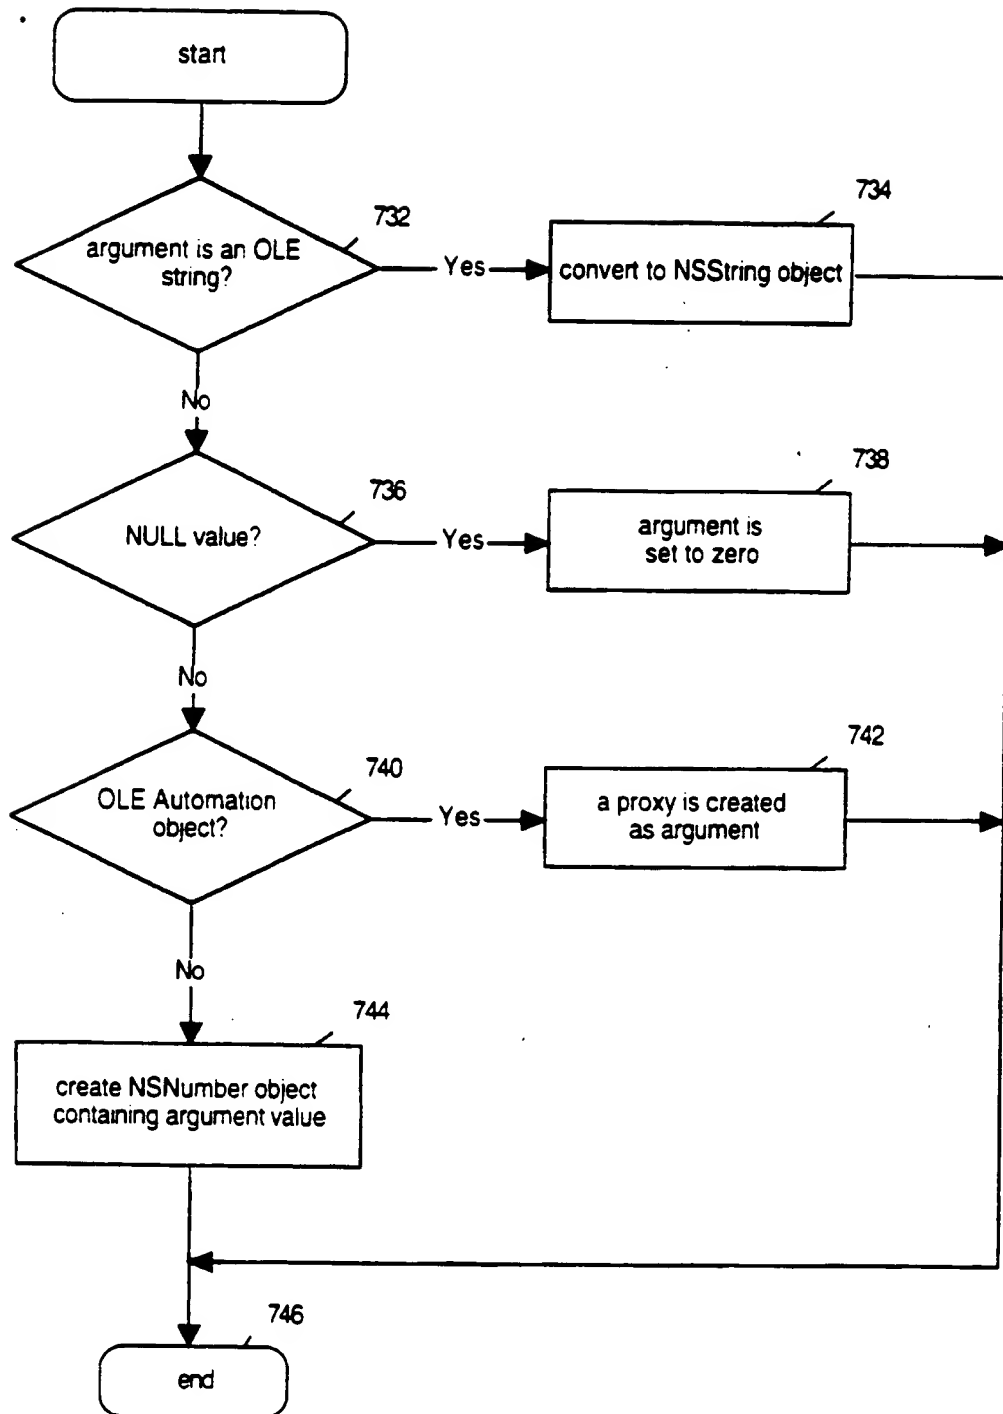 start
732
argument is an OLE
string?
Yes
734
convert to NSString object
No
736
NULL value?
Yes
738
argument is
set to zero
No
740
OLE Automation
object?
Yes
742
a proxy is created
as argument
No
744
create NSNumber object
containing argument value
746
end